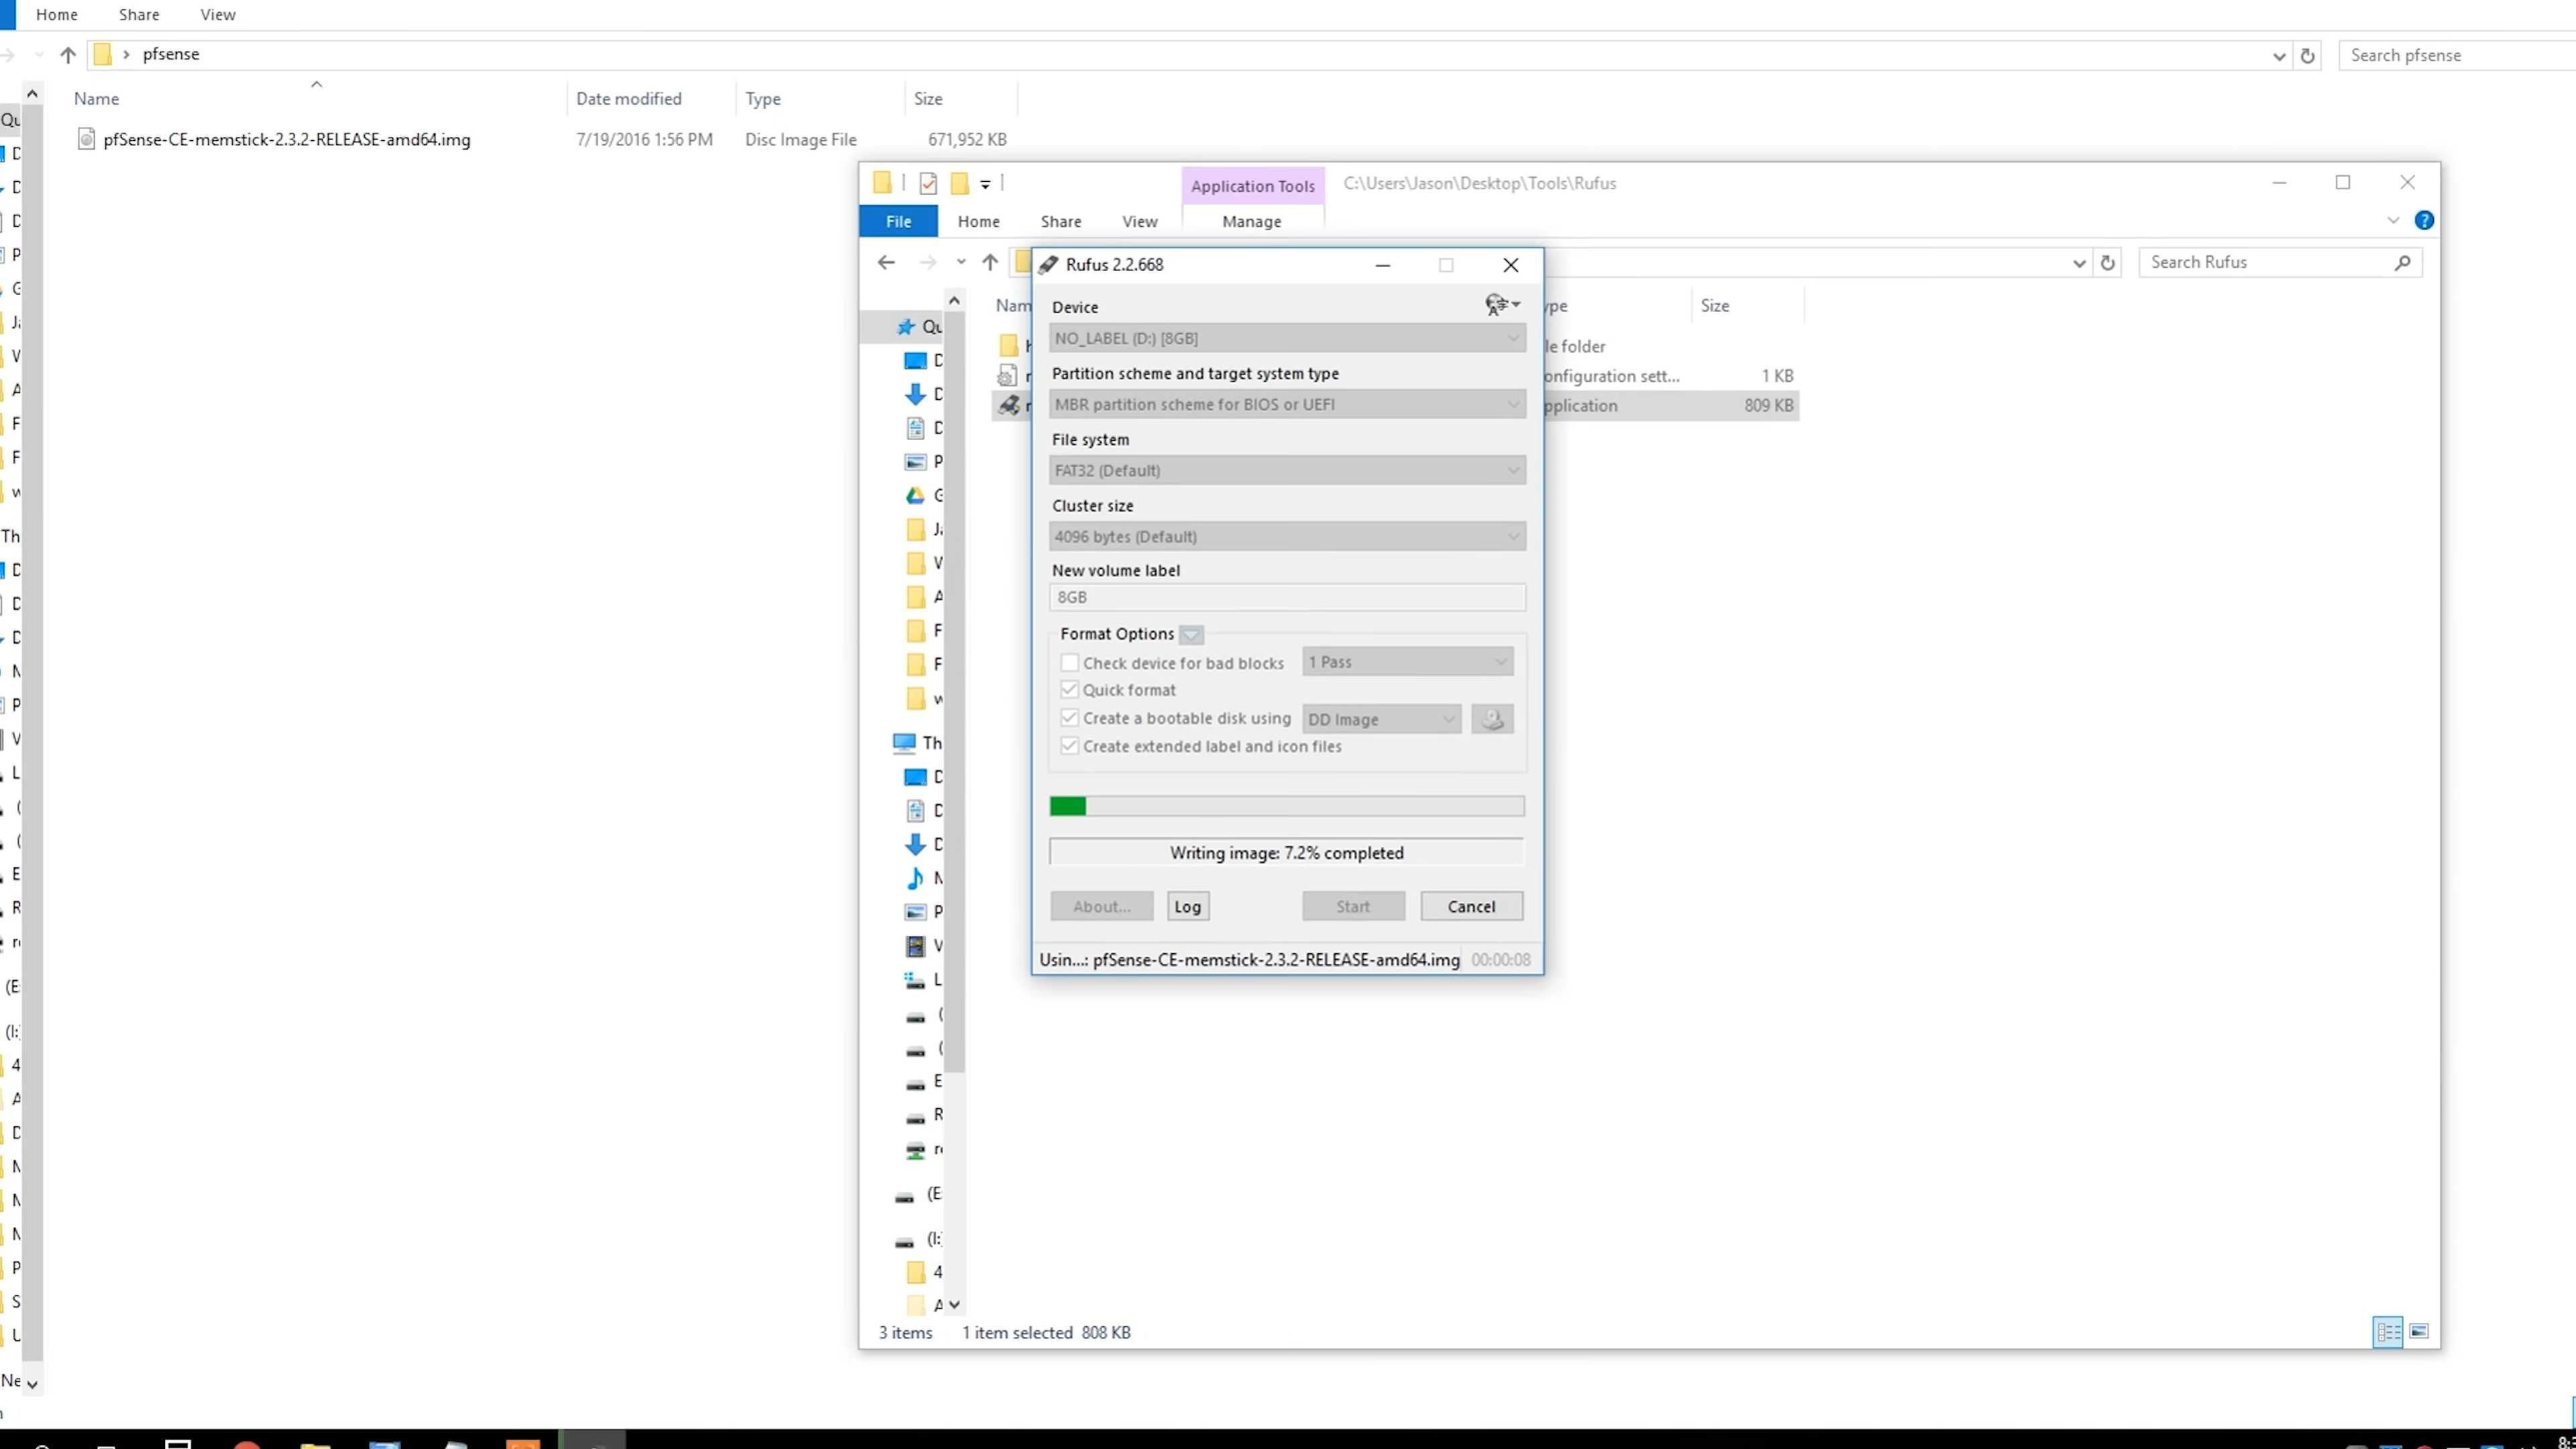 Home Share View
pfsense
Search pfsense
Name Date modified Type Size
pfSense-CE-memstick-2.3.2-RELEASE-amd64.img 7/19/2016 1:56 PM Disc Image File 671,952 KB
Application Tools C:\Users\Jason\Desktop\Tools\Rufus
File Home Share View Manage
Rufus 2.2.668
Search Rufus
Device
Size
NO_LABEL (D:) [8GB]
Partition scheme and target system type
MBR partition scheme for BIOS or UEFI
1 KB
809 KB
File system
FAT32 (Default)
Cluster size
4096 bytes (Default)
New volume label
8GB
Format Options
Check device for bad blocks 1 Pass
Quick format
Create a bootable disk using DD Image
Create extended label and icon files
Writing image: 7.2% completed
About... Log Start Cancel
Usin...: pfSense-CE-memstick-2.3.2-RELEASE-amd64.img 00:00:08
3 items 1 item selected 808 KB